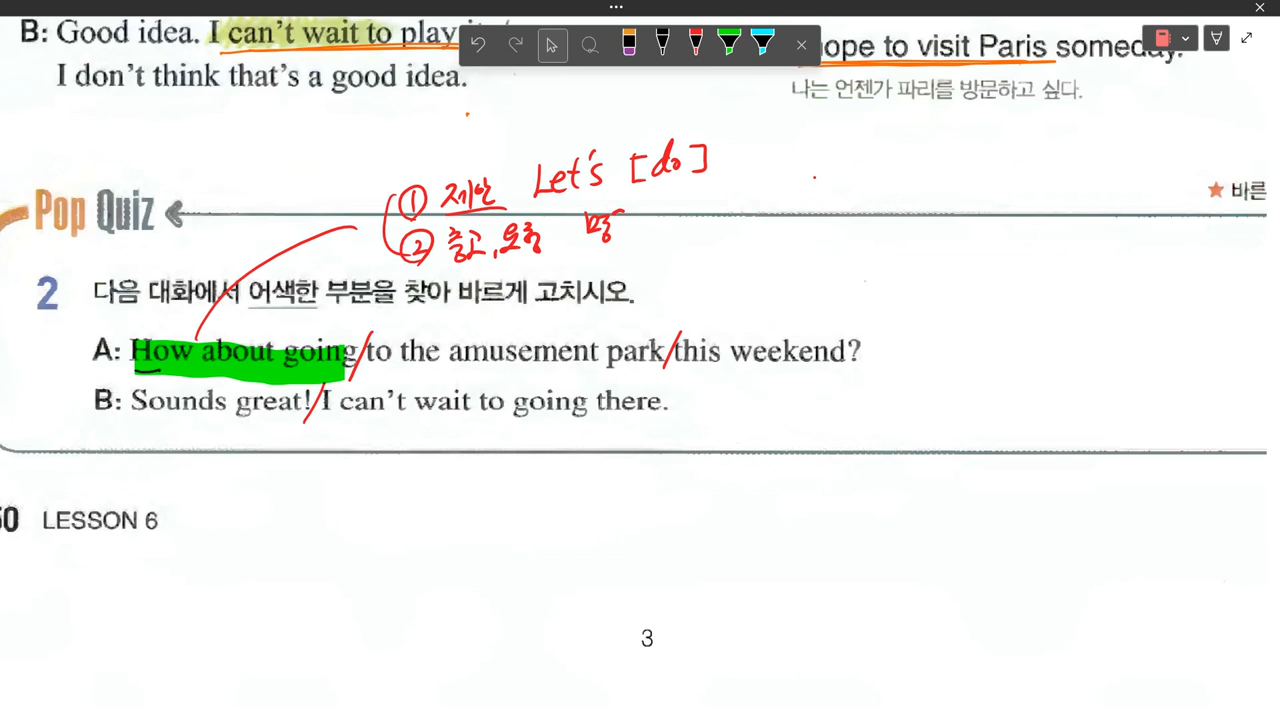 B: Good idea. I can't wait to play
I don't think that's a good idea.
ope to visit Paris someday.
나는 언젠가 파리를 방문하고 싶다.
① 제안 Let's [do]
② 충고, 요청
Pop Quiz
★ 바른
2 다음 대화에서 어색한 부분을 찾아 바르게 고치시오.
A: How about going/to the amusement park/this weekend?
B: Sounds great!/I can't wait to going there.
50 LESSON 6
3